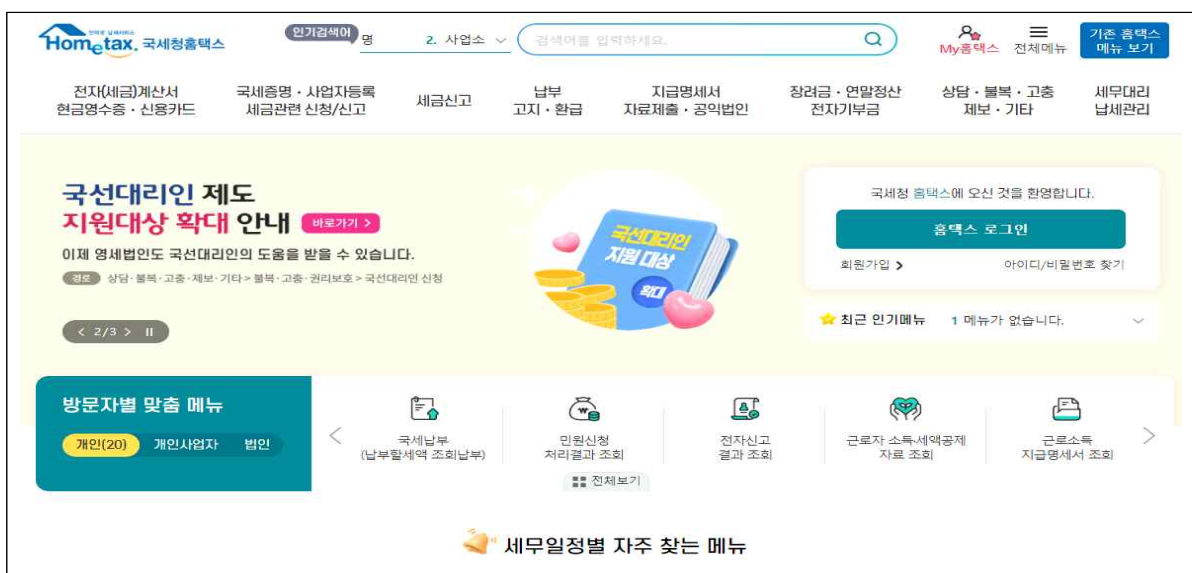 Hometax. 국세청홈택스
인기검색어 명 2. 사업소
검색어를 입력하세요.
My홈택스 전체메뉴
기존 홈택스
메뉴 보기
전자(세금)계산서
현금영수증・신용카드
국세증명・사업자등록
세금관련 신청/신고
세금신고
납부
고지・환급
지급명세서
자료제출・공익법인
장려금・연말정산
전자기부금
상담・불복・고충
제보・기타
세무대리
납세관리
국선대리인 제도
지원대상 확대 안내 바로가기 >
이제 영세법인도 국선대리인의 도움을 받을 수 있습니다.
경로 상담·불복·고충·제보·기타 > 불복·고충·권리보호 > 국선대리인 신청
< 2/3 > II
국선대리인
지원 대상
확대
국세청 홈택스에 오신 것을 환영합니다.
홈택스 로그인
회원가입 > 아이디/비밀번호 찾기
최근 인기메뉴 1 메뉴가 없습니다.
방문자별 맞춤 메뉴
개인(20) 개인사업자 법인
국세납부
(납부할세액 조회납부)
민원신청
처리결과 조회
전자신고
결과 조회
근로자 소득·세액공제
자료 조회
근로소득
지급명세서 조회
전체보기
세무일정별 자주 찾는 메뉴